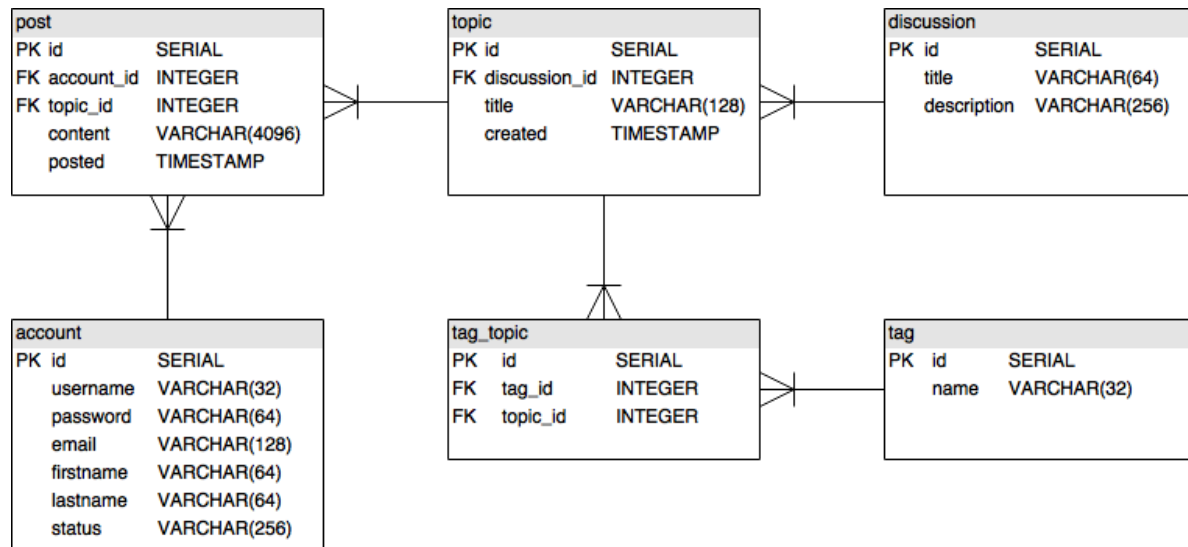 post
PK id SERIAL
FK account_id INTEGER
FK topic_id INTEGER
content VARCHAR(4096)
posted TIMESTAMP
topic
PK id SERIAL
FK discussion_id INTEGER
title VARCHAR(128)
created TIMESTAMP
discussion
PK id SERIAL
title VARCHAR(64)
description VARCHAR(256)
account
PK id SERIAL
username VARCHAR(32)
password VARCHAR(64)
email VARCHAR(128)
firstname VARCHAR(64)
lastname VARCHAR(64)
status VARCHAR(256)
tag_topic
PK id SERIAL
FK tag_id INTEGER
FK topic_id INTEGER
tag
PK id SERIAL
name VARCHAR(32)